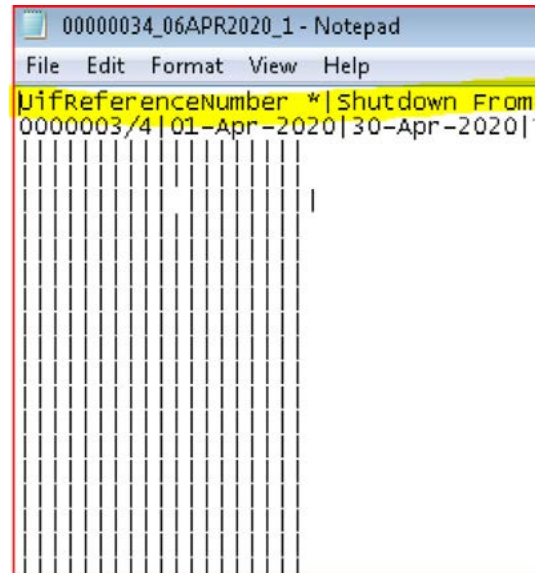 00000034_06APR2020_1 - Notepad
File Edit Format View Help
UifReferenceNumber *|Shutdown From
0000003/4|01-Apr-2020|30-Apr-2020|